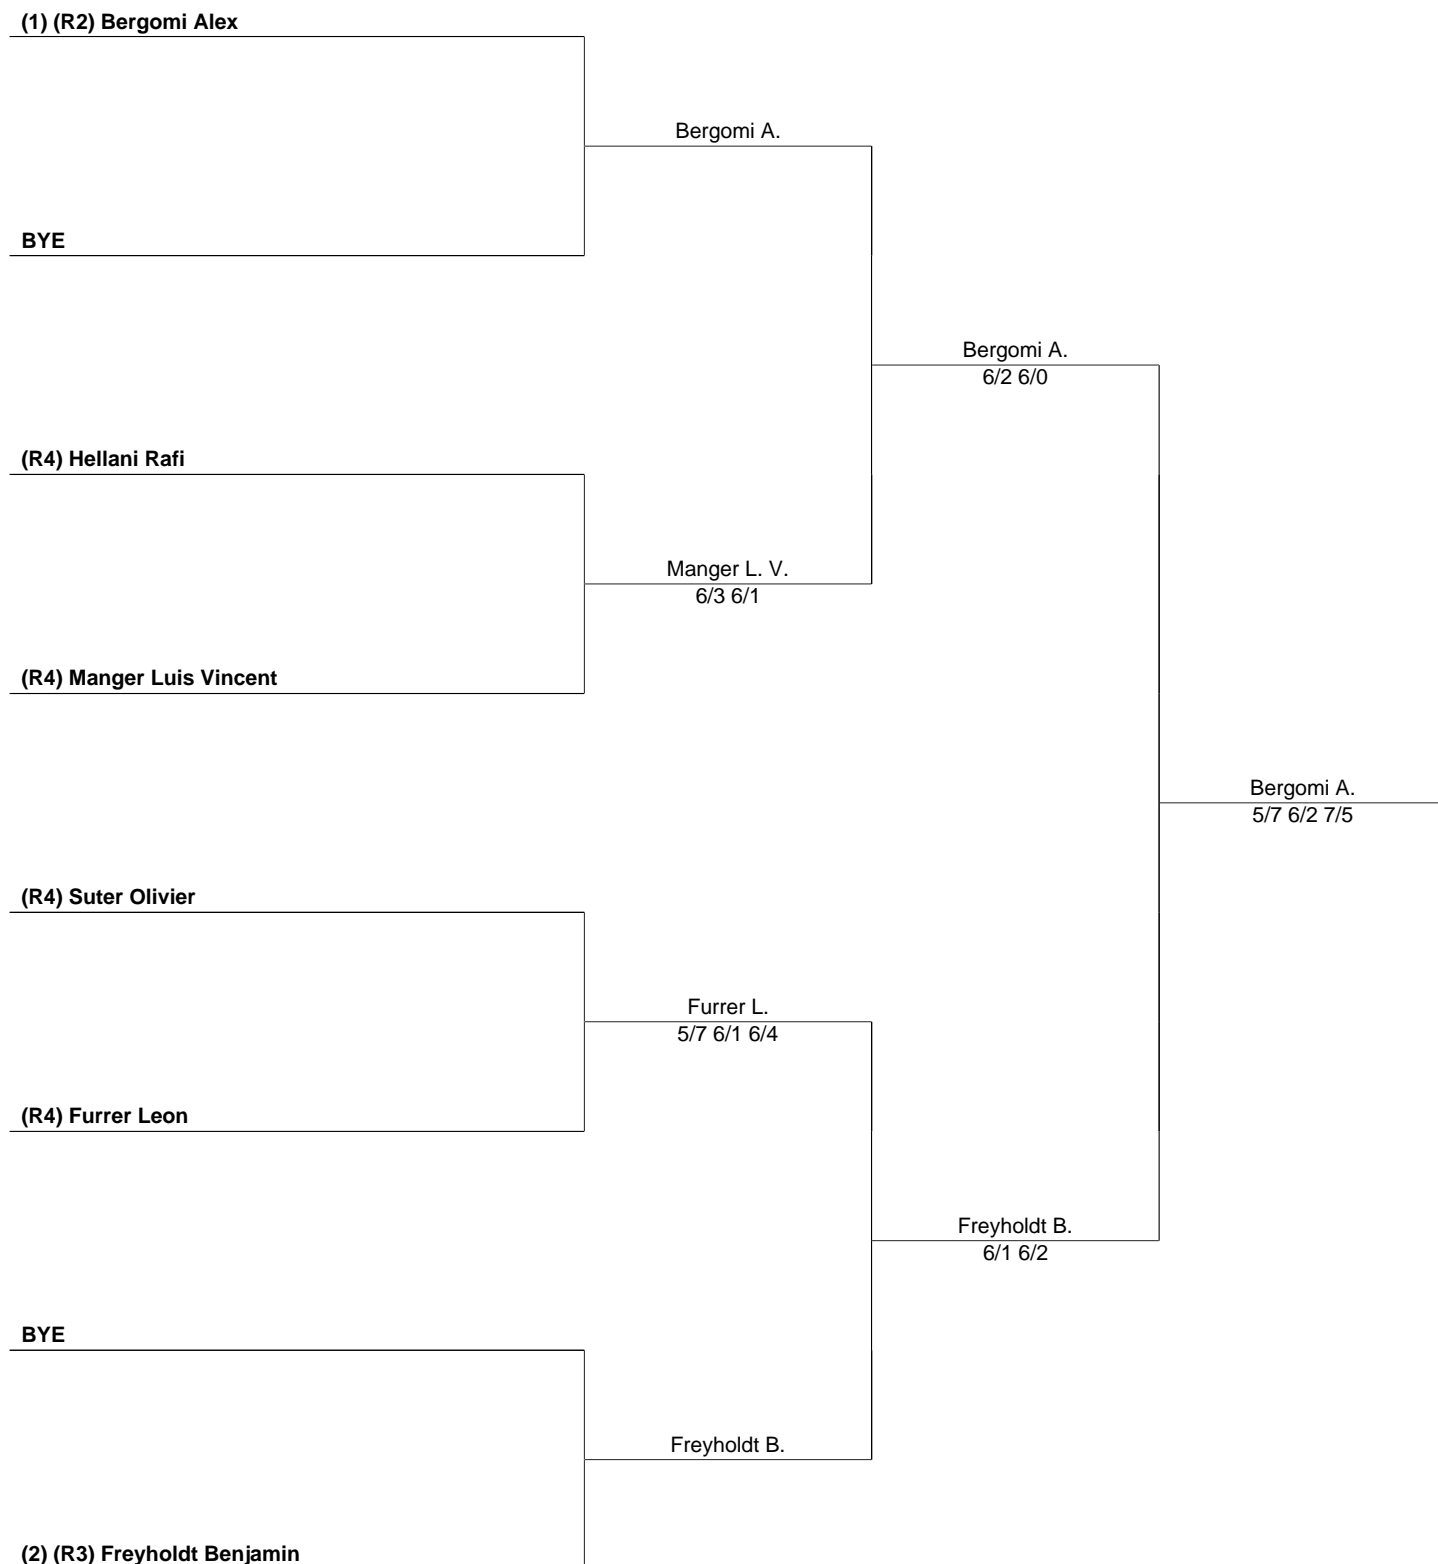 (1) (R2) Bergomi Alex
Bergomi A.
BYE
Bergomi A.
6/2 6/0
(R4) Hellani Rafi
Manger L. V.
6/3 6/1
(R4) Manger Luis Vincent
Bergomi A.
5/7 6/2 7/5
(R4) Suter Olivier
Furrer L.
5/7 6/1 6/4
(R4) Furrer Leon
Freyholdt B.
6/1 6/2
BYE
Freyholdt B.
(2) (R3) Freyholdt Benjamin